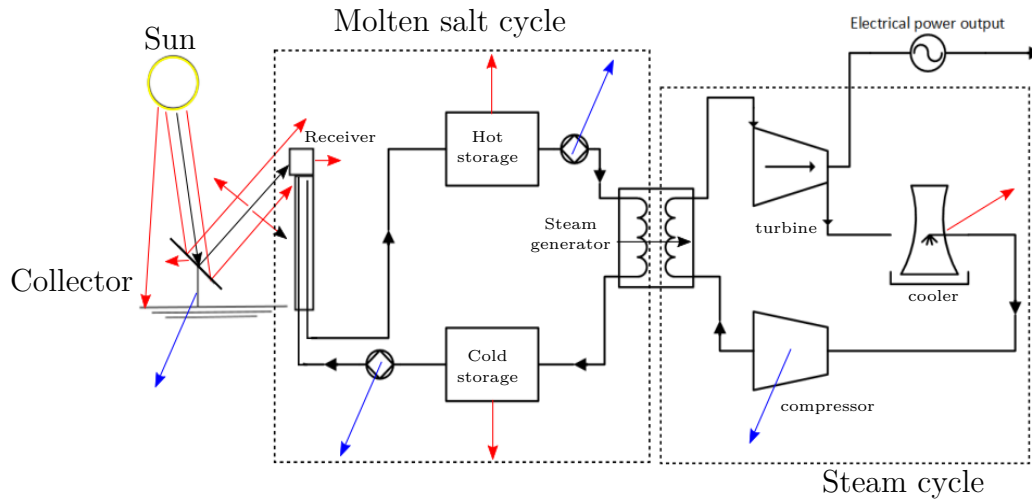 Molten salt cycle
Electrical power output
Sun
Receiver
Hot
storage
Steam
generator
turbine
Collector
cooler
Cold
storage
compressor
Steam cycle